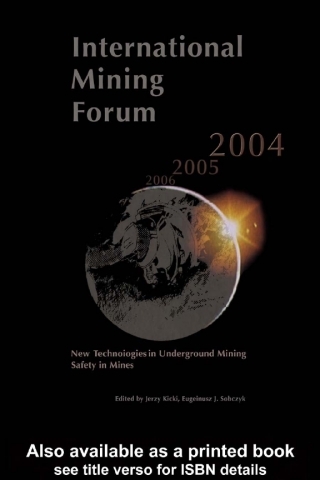 International
Mining
Forum
2004
2005
2006
New Technologies in Underground Mining
Safety in Mines
Edited by Jerzy Kicki, Eugeiusz J. Sobczyk
Also available as a printed book
see title verso for ISBN details